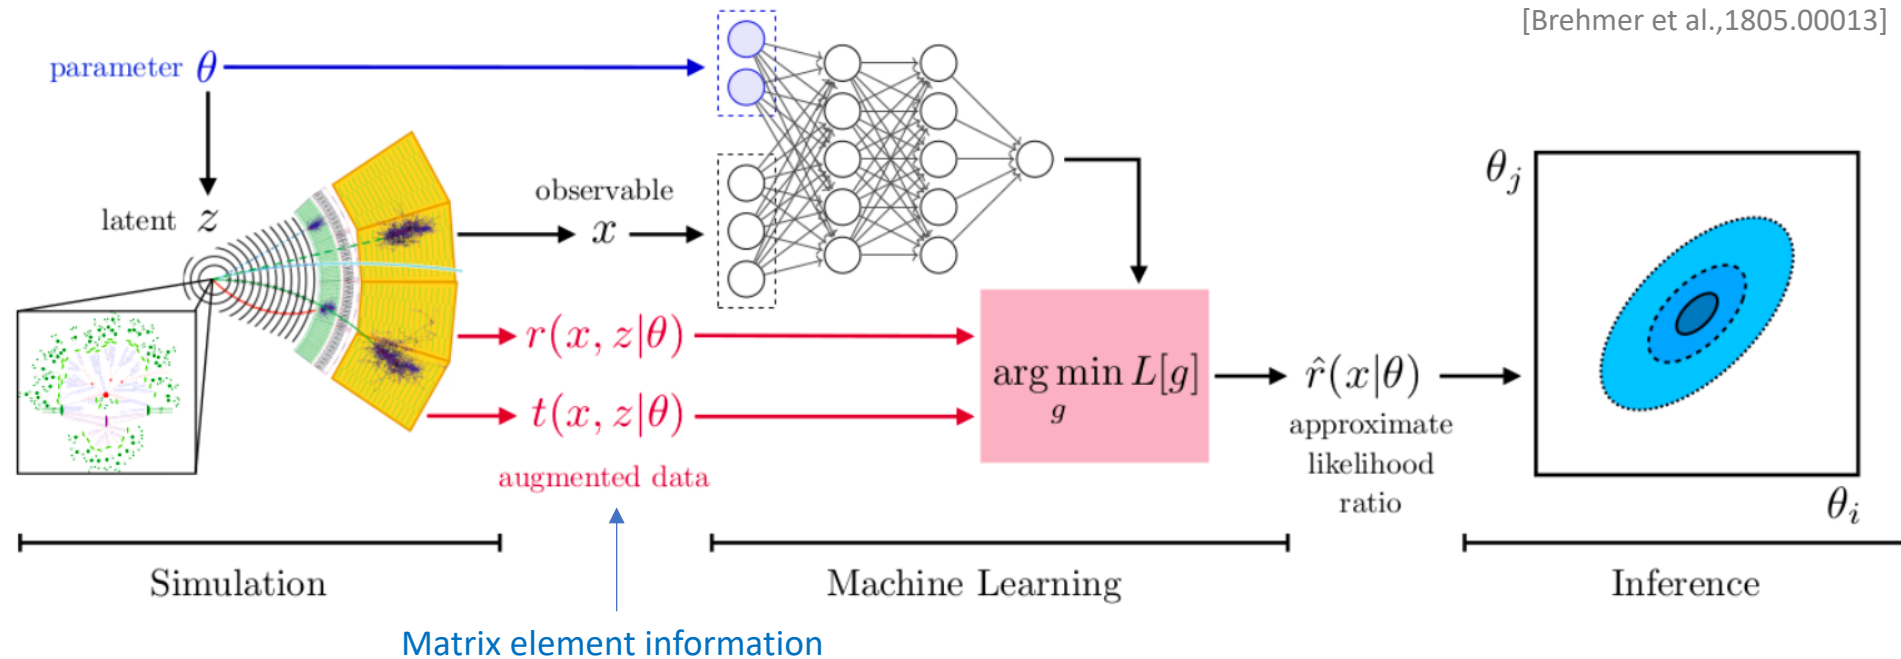 [Brehmer et al.,1805.00013]
parameter θ
latent z
observable
x
r(x, z|θ)
t(x, z|θ)
augmented data
arg min L[g]
g
r̂(x|θ)
approximate
likelihood
ratio
θj
θi
Simulation
Machine Learning
Inference
Matrix element information